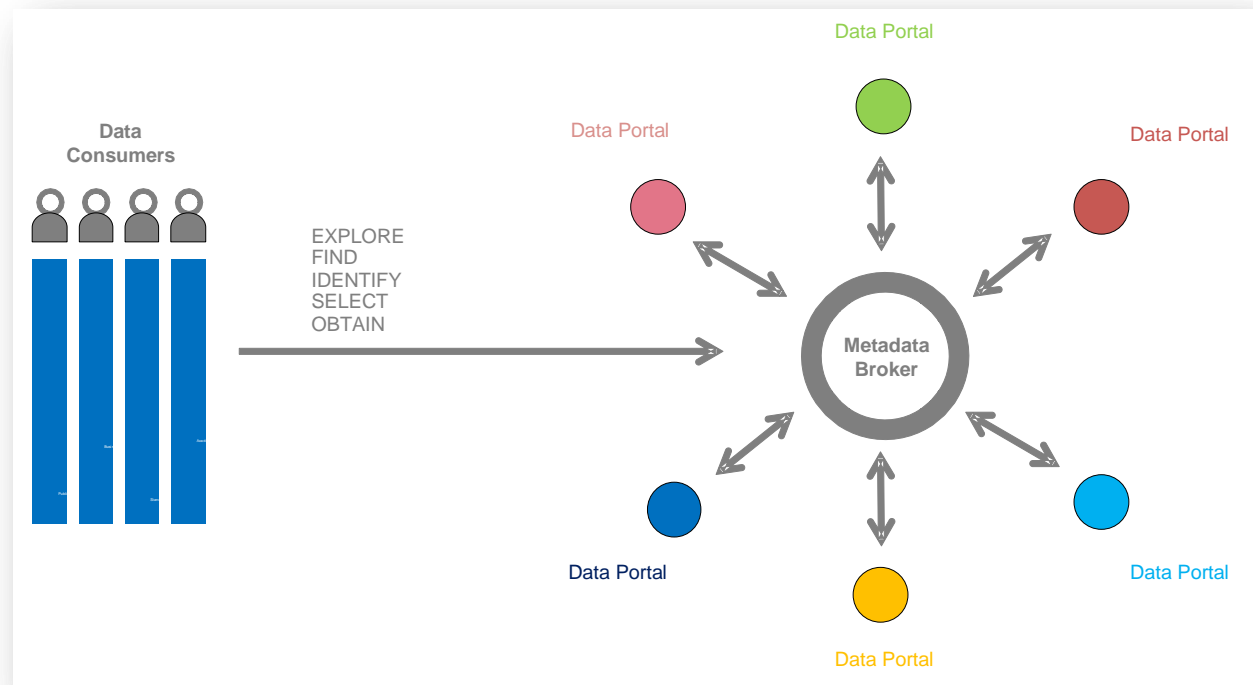 Data Portal
Data Portal
Data Portal
Data
Consumers
EXPLORE
FIND
IDENTIFY
SELECT
OBTAIN
Metadata
Broker
Data Portal
Data Portal
Data Portal